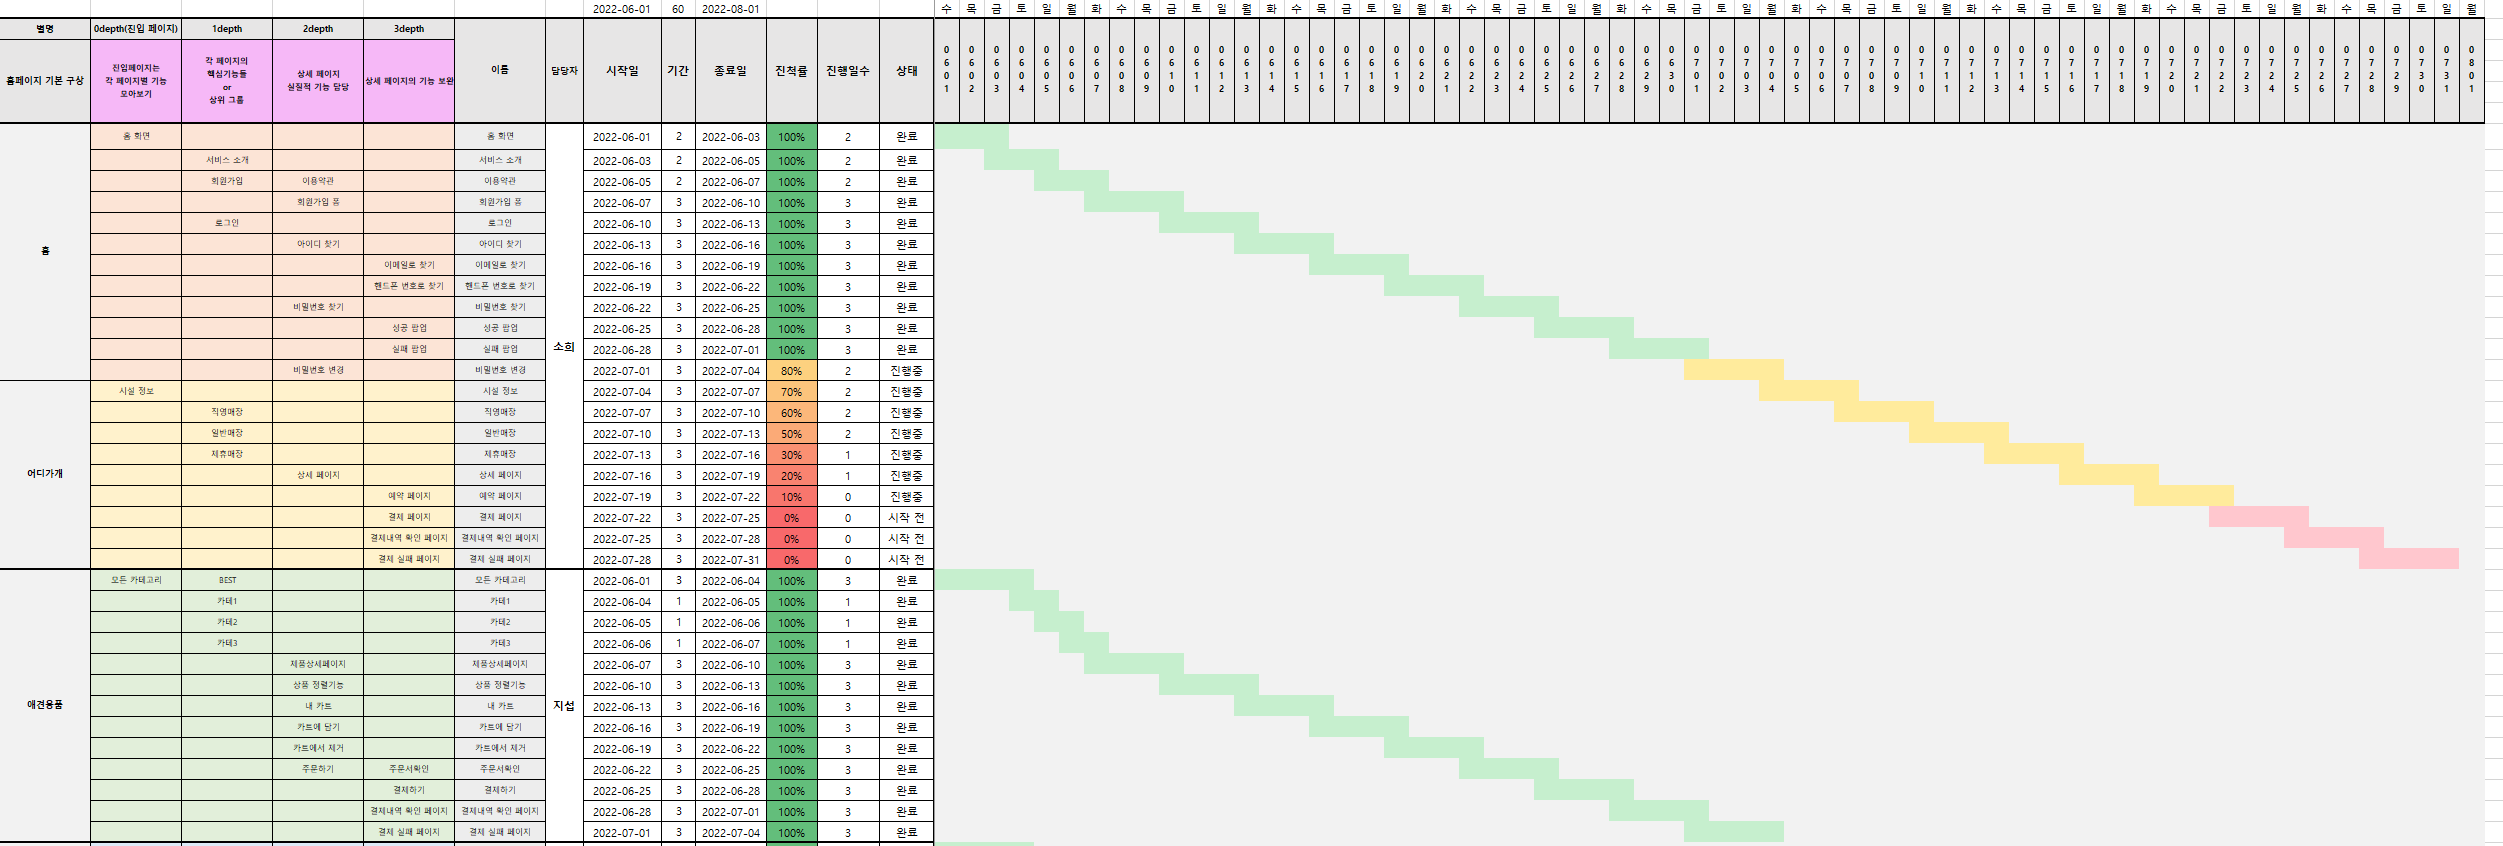 2022-06-01 60 2022-08-01 수 목 금 토 일 월 화 수 목 금 토 일 월 화 수 목 금 토 일 월 화 수 목 금 토 일 월 화 수 목 금 토 일 월 화 수 목 금 토 일 월 화 수 목 금 토 일 월 화 수 목 금 토 일 월 화 수 목 금 토 일 월
별명 0depth(진입 페이지) 1depth 2depth 3depth
홈페이지 기본 구상
진입페이지는
각 페이지별 기능
모아보기
각 페이지의
핵심기능들
or
상위 그룹
상세 페이지
실질적 기능 담당
상세 페이지의 기능 보완
이름 담당자 시작일 기간 종료일 진척률 진행일수 상태
0601 0602 0603 0604 0605 0606 0607 0608 0609 0610 0611 0612 0613 0614 0615 0616 0617 0618 0619 0620 0621 0622 0623 0624 0625 0626 0627 0628 0629 0630 0701 0702 0703 0704 0705 0706 0707 0708 0709 0710 0711 0712 0713 0714 0715 0716 0717 0718 0719 0720 0721 0722 0723 0724 0725 0726 0727 0728 0729 0730 0731 0801
홈
소희
홈 화면 홈 화면 2022-06-01 2 2022-06-03 100% 2 완료
서비스 소개 서비스 소개 2022-06-03 2 2022-06-05 100% 2 완료
회원가입 이용약관 이용약관 2022-06-05 2 2022-06-07 100% 2 완료
회원가입 폼 회원가입 폼 2022-06-07 3 2022-06-10 100% 3 완료
로그인 로그인 2022-06-10 3 2022-06-13 100% 3 완료
아이디 찾기 아이디 찾기 2022-06-13 3 2022-06-16 100% 3 완료
이메일로 찾기 이메일로 찾기 2022-06-16 3 2022-06-19 100% 3 완료
핸드폰 번호로 찾기 핸드폰 번호로 찾기 2022-06-19 3 2022-06-22 100% 3 완료
비밀번호 찾기 비밀번호 찾기 2022-06-22 3 2022-06-25 100% 3 완료
성공 팝업 성공 팝업 2022-06-25 3 2022-06-28 100% 3 완료
실패 팝업 실패 팝업 2022-06-28 3 2022-07-01 100% 3 완료
비밀번호 변경 비밀번호 변경 2022-07-01 3 2022-07-04 80% 2 진행중
어디가개
시설 정보 시설 정보 2022-07-04 3 2022-07-07 70% 2 진행중
직영매장 직영매장 2022-07-07 3 2022-07-10 60% 2 진행중
일반매장 일반매장 2022-07-10 3 2022-07-13 50% 2 진행중
제휴매장 제휴매장 2022-07-13 3 2022-07-16 30% 1 진행중
상세 페이지 상세 페이지 2022-07-16 3 2022-07-19 20% 1 진행중
예약 페이지 예약 페이지 2022-07-19 3 2022-07-22 10% 0 진행중
결제 페이지 결제 페이지 2022-07-22 3 2022-07-25 0% 0 시작 전
결제내역 확인 페이지 결제내역 확인 페이지 2022-07-25 3 2022-07-28 0% 0 시작 전
결제 실패 페이지 결제 실패 페이지 2022-07-28 3 2022-07-31 0% 0 시작 전
애견용품
지섭
모든 카테고리 BEST 모든 카테고리 2022-06-01 3 2022-06-04 100% 3 완료
카테1 카테1 2022-06-04 1 2022-06-05 100% 1 완료
카테2 카테2 2022-06-05 1 2022-06-06 100% 1 완료
카테3 카테3 2022-06-06 1 2022-06-07 100% 1 완료
제품상세페이지 제품상세페이지 2022-06-07 3 2022-06-10 100% 3 완료
상품 정렬기능 상품 정렬기능 2022-06-10 3 2022-06-13 100% 3 완료
내 카트 내 카트 2022-06-13 3 2022-06-16 100% 3 완료
카트에 담기 카트에 담기 2022-06-16 3 2022-06-19 100% 3 완료
카트에서 제거 카트에서 제거 2022-06-19 3 2022-06-22 100% 3 완료
주문하기 주문서확인 주문서확인 2022-06-22 3 2022-06-25 100% 3 완료
결제하기 결제하기 2022-06-25 3 2022-06-28 100% 3 완료
결제내역 확인 페이지 결제내역 확인 페이지 2022-06-28 3 2022-07-01 100% 3 완료
결제 실패 페이지 결제 실패 페이지 2022-07-01 3 2022-07-04 100% 3 완료